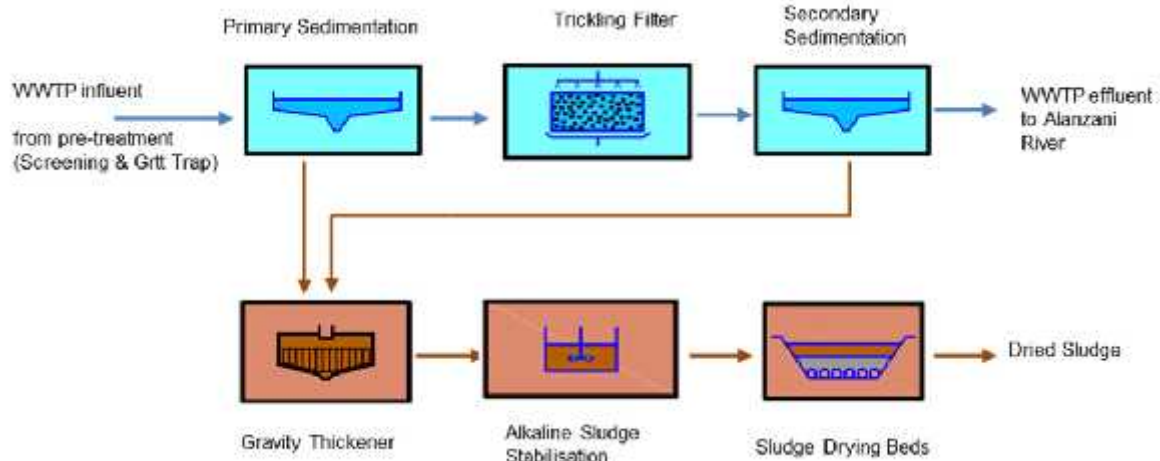 Primary Sedimentation
Trickling Filter
Secondary
Sedimentation
WWTP influent
from pre-treatment
(Screening & Grtt Trap)
WWTP effluent
to Alanzani
River
Gravity Thickener
Alkaline Sludge
Stabilisation
Sludge Drying Beds
Dried Sludge